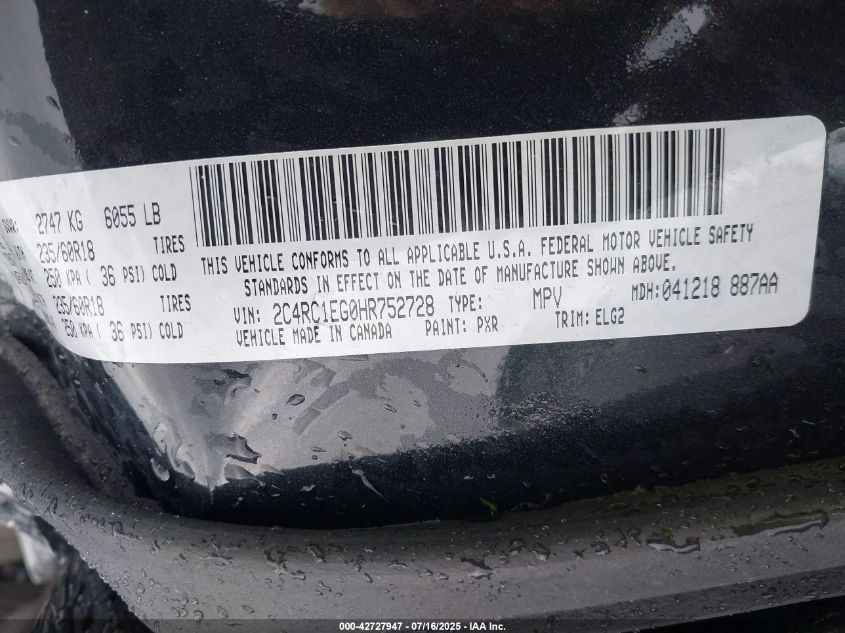 2747 KG 6055 LB
235/60R18 TIRES
250 KPA ( 36 PSI) COLD
235/60R18 TIRES
250 KPA ( 36 PSI) COLD
THIS VEHICLE CONFORMS TO ALL APPLICABLE U.S.A. FEDERAL MOTOR VEHICLE SAFETY
STANDARDS IN EFFECT ON THE DATE OF MANUFACTURE SHOWN ABOVE.
VIN: 2C4RC1EG0HR752728 TYPE: MPV MDH:041218 887AA
VEHICLE MADE IN CANADA PAINT: PXR TRIM: ELG2
000-42727947 - 07/16/2025 - IAA Inc.